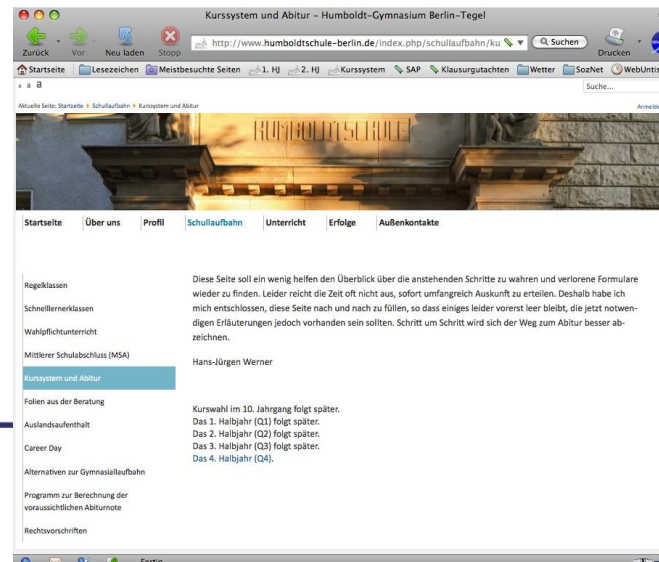 Kurssystem und Abitur – Humboldt-Gymnasium Berlin-Tegel
Zurück Vor Neu laden Stopp http://www.humboldtschule-berlin.de/index.php/schullaufbahn/ku Suchen Drucken
Startseite Lesezeichen Meistbesuchte Seiten 1. HJ 2. HJ Kurssystem SAP Klausurgutachten Wetter SozNet WebUntis
a a a Suche...
Aktuelle Seite: Startseite Schullaufbahn Kurssystem und Abitur Anmelde
HUMBOLDTSCHULE
Startseite Über uns Profil Schullaufbahn Unterricht Erfolge Außenkontakte
Regelklassen
Schnelllernerklassen
Wahlpflichtunterricht
Mittlerer Schulabschluss (MSA)
Kurssystem und Abitur
Folien aus der Beratung
Auslandsaufenthalt
Career Day
Alternativen zur Gymnasiallaufbahn
Programm zur Berechnung der
voraussichtlichen Abiturnote
Rechtsvorschriften
Diese Seite soll ein wenig helfen den Überblick über die anstehenden Schritte zu wahren und verlorene Formulare
wieder zu finden. Leider reicht die Zeit oft nicht aus, sofort umfangreich Auskunft zu erteilen. Deshalb habe ich
mich entschlossen, diese Seite nach und nach zu füllen, so dass einiges leider vorerst leer bleibt, die jetzt notwen-
digen Erläuterungen jedoch vorhanden sein sollten. Schritt um Schritt wird sich der Weg zum Abitur besser ab-
zeichnen.
Hans-Jürgen Werner
Kurswahl im 10. Jahrgang folgt später.
Das 1. Halbjahr (Q1) folgt später.
Das 2. Halbjahr (Q2) folgt später.
Das 3. Halbjahr (Q3) folgt später.
Das 4. Halbjahr (Q4).
Fertig